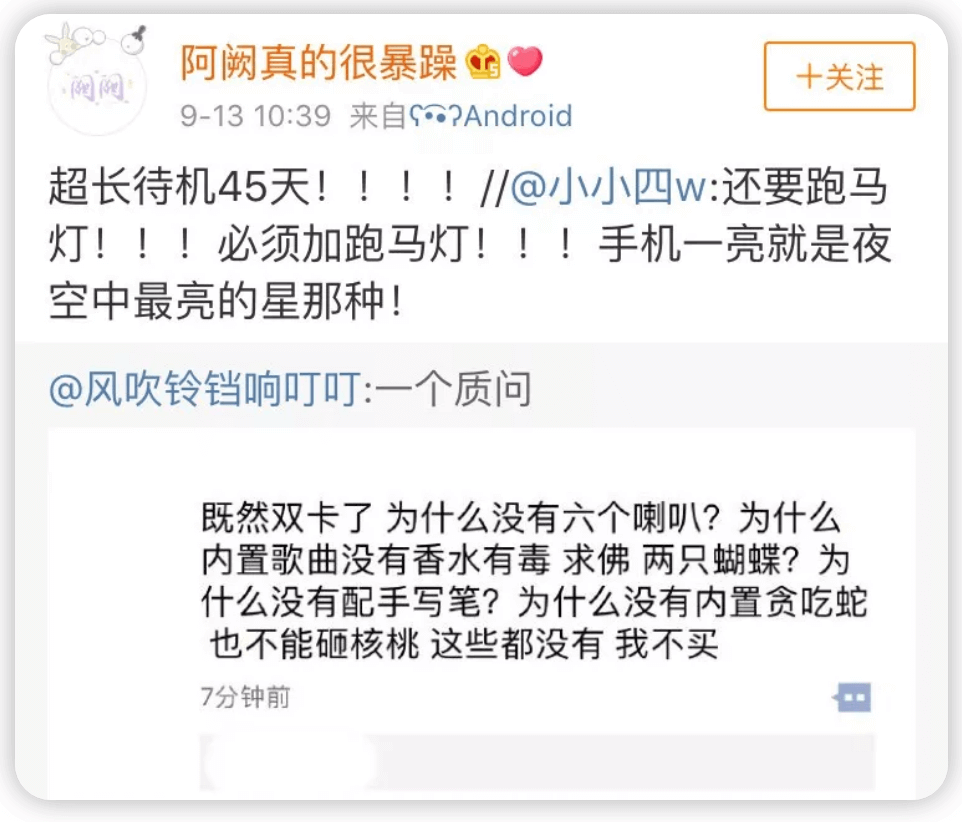 阿阙真的很暴躁
+关注
9-13 10:39 来自ʕ•͡•ʔAndroid
超长待机45天！！！！//@小小四w:还要跑马
灯！！！必须加跑马灯！！！手机一亮就是夜
空中最亮的星那种！
@风吹铃铛响叮叮:一个质问
既然双卡了 为什么没有六个喇叭？为什么
内置歌曲没有香水有毒 求佛 两只蝴蝶？为
什么没有配手写笔？为什么没有内置贪吃蛇
也不能砸核桃 这些都没有 我不买
7分钟前